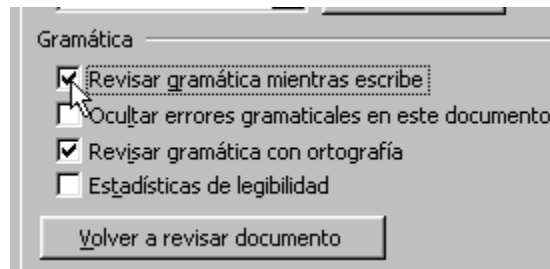 Gramática
Revisar gramática mientras escribe
Ocultar errores gramaticales en este documento
Revisar gramática con ortografía
Estadísticas de legibilidad
Volver a revisar documento